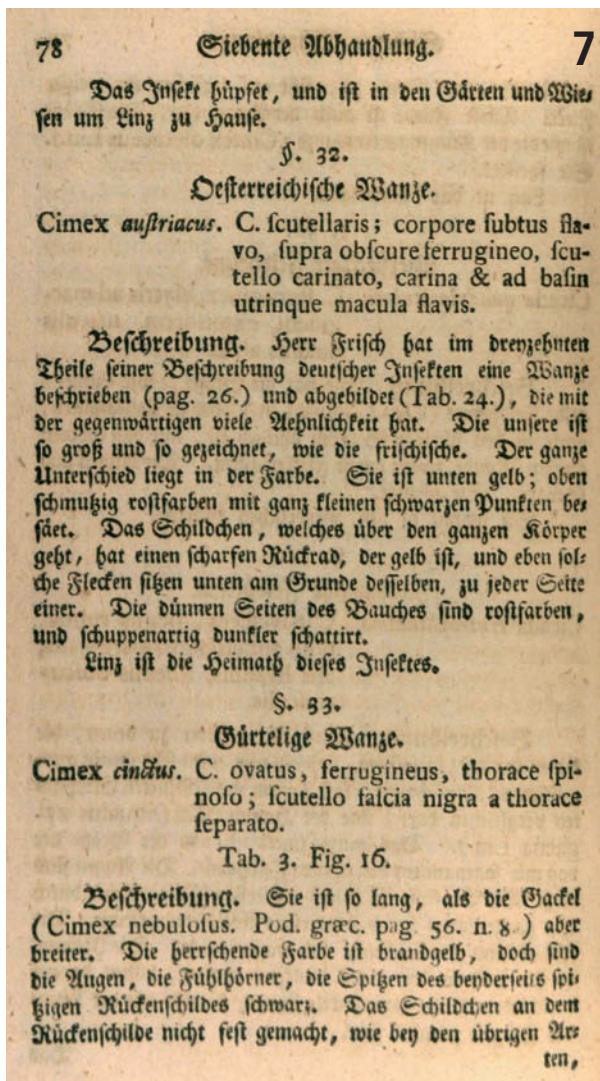 78 Siebente Abhandlung. 7
Das Insekt hüpfet, und ist in den Gärten und Wie-
sen um Linz zu Hause.
§. 32.
Oesterreichische Wanze.
Cimex auſtriacus. C. ſcutellaris; corpore ſubtus fla-
vo, ſupra obſcure ferrugineo, ſcu-
tello carinato, carina & ad baſin
utrinque macula flavis.
Beſchreibung. Herr Friſch hat im dreyzehnten
Theile ſeiner Beſchreibung deutſcher Inſekten eine Wanze
beſchrieben (pag. 26.) und abgebildet (Tab. 24.), die mit
der gegenwärtigen viele Aehnlichkeit hat. Die unſere iſt
ſo groß und ſo gezeichnet, wie die friſchiſche. Der ganze
Unterſchied liegt in der Farbe. Sie iſt unten gelb; oben
ſchmutzig roſtfarben mit ganz kleinen ſchwarzen Punkten be-
ſäet. Das Schildchen, welches über den ganzen Körper
geht, hat einen ſcharfen Rückrad, der gelb iſt, und eben ſol-
che Flecken ſitzen unten am Grunde deſſelben, zu jeder Seite
einer. Die dünnen Seiten des Bauches ſind roſtfarben,
und ſchuppenartig dunkler ſchattirt.
Linz iſt die Heimath dieſes Inſektes.
§. 33.
Gürtelige Wanze.
Cimex cinctus. C. ovatus, ferrugineus, thorace ſpi-
noſo; ſcutello faſcia nigra a thorace
ſeparato.
Tab. 3. Fig. 16.
Beſchreibung. Sie iſt ſo lang, als die Gackel
(Cimex nebuloſus. Pod. græc. pag 56. n. 8.) aber
breiter. Die herrſchende Farbe iſt brandgelb, doch ſind
die Augen, die Fühlhörner, die Spitzen des beyderſeits ſpi-
tzigen Rückenſchildes ſchwarz. Das Schildchen an dem
Rückenſchilde nicht feſt gemacht, wie bey den übrigen Ar-
ten,